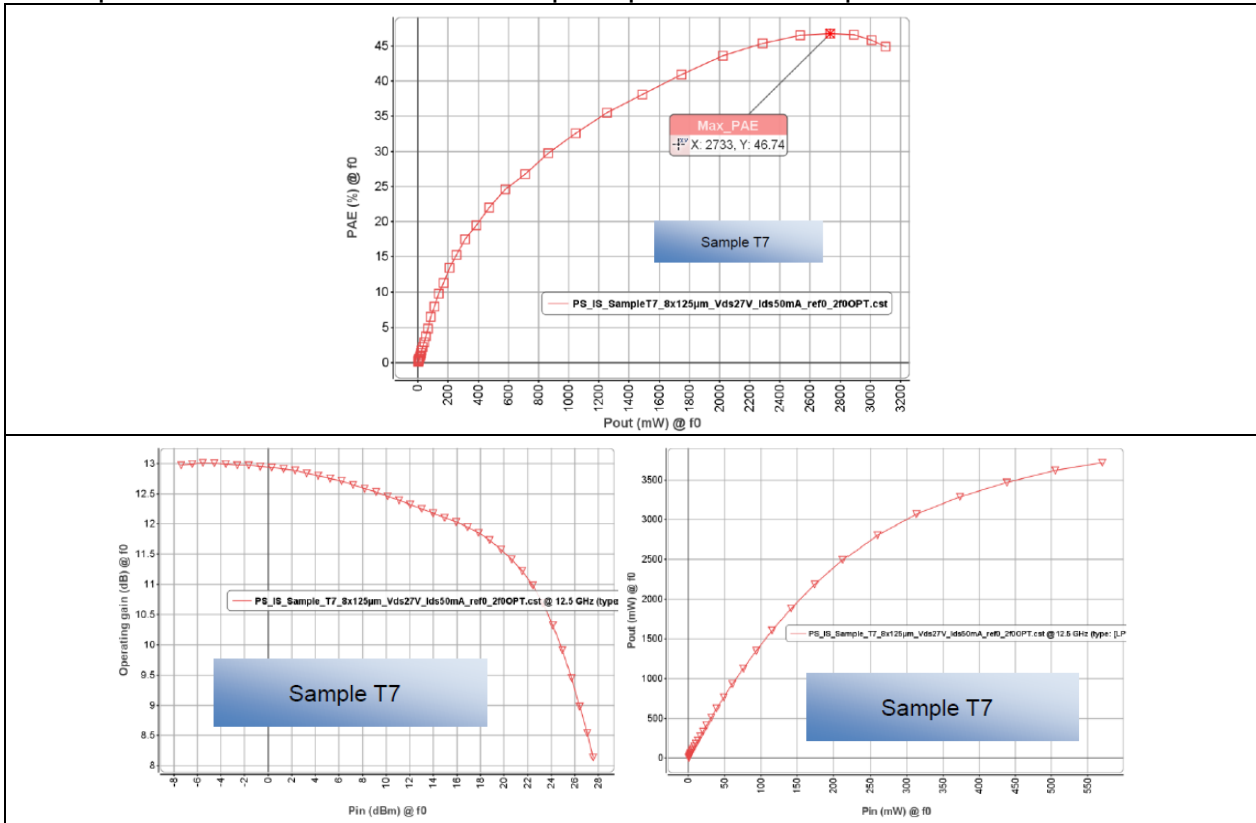 45
40
35
30
25
20
15
10
5
0
PAE (%) @ f0
Max_PAE
X: 2733, Y: 46.74
Sample T7
PS_IS_SampleT7_8x125µm_Vds27V_Ids50mA_ref0_2f0OPT.cst
0 200 400 600 800 1000 1200 1400 1600 1800 2000 2200 2400 2600 2800 3000 3200
Pout (mW) @ f0
13
12.5
12
11.5
11
10.5
10
9.5
9
8.5
8
Operating gain (dB) @ f0
PS_IS_Sample_T7_8x125µm_Vds27V_Ids50mA_ref0_2f0OPT.cst @ 12.5 GHz (type
Sample T7
-8 -6 -4 -2 0 2 4 6 8 10 12 14 16 18 20 22 24 26 28
Pin (dBm) @ f0
3500
3000
2500
2000
1500
1000
500
0
Pout (mW) @ f0
PS_IS_Sample_T7_8x125µm_Vds27V_Ids50mA_ref0_2f0OPT.cst @ 12.5 GHz (type: [LP
Sample T7
0 50 100 150 200 250 300 350 400 450 500 550
Pin (mW) @ f0